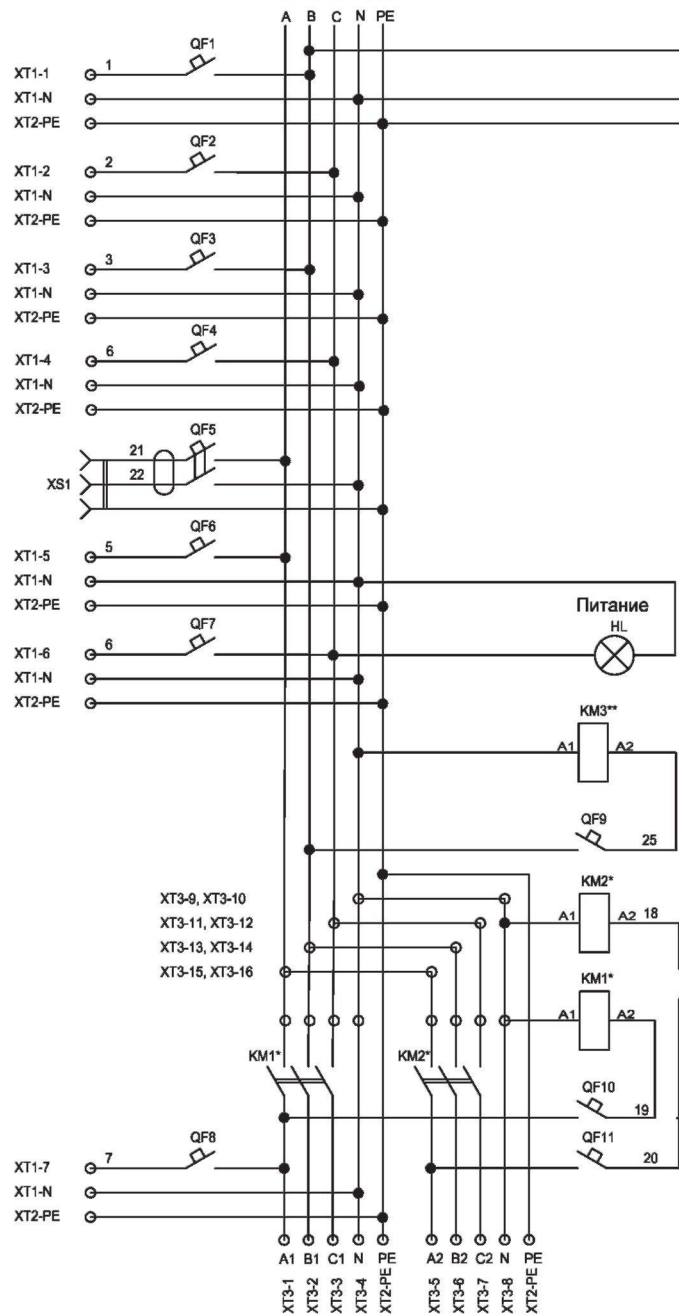 A B C N PE
QF1
XT1-1 1
XT1-N
XT2-PE
QF2
XT1-2 2
XT1-N
XT2-PE
QF3
XT1-3 3
XT1-N
XT2-PE
QF4
XT1-4 6
XT1-N
XT2-PE
QF5
21
XS1 22
QF6
XT1-5 5
XT1-N
XT2-PE
Питание
HL
QF7
XT1-6 6
XT1-N
XT2-PE
KM3**
A1 A2
QF9
25
KM2*
XT3-9, XT3-10
A1 A2 18
XT3-11, XT3-12
XT3-13, XT3-14
XT3-15, XT3-16
KM1*
A1 A2
KM1* KM2*
QF10
19
QF8 QF11
20
XT1-7 7
XT1-N
XT2-PE
A1 B1 C1 N PE A2 B2 C2 N PE
XT3-1 XT3-2 XT3-3 XT3-4 XT2-PE XT3-5 XT3-6 XT3-7 XT3-8 XT2-PE